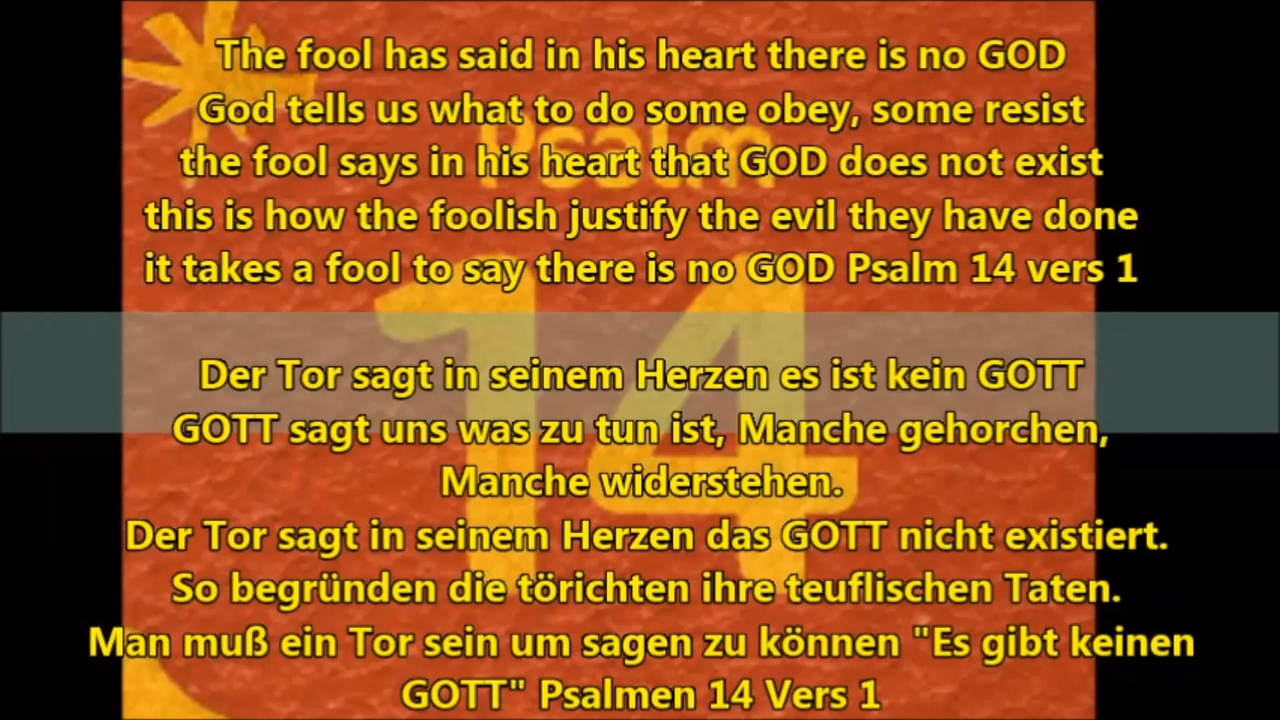 The fool has said in his heart there is no GOD
God tells us what to do some obey, some resist
the fool says in his heart that GOD does not exist
this is how the foolish justify the evil they have done
it takes a fool to say there is no GOD Psalm 14 vers 1
Psalm
14
Der Tor sagt in seinem Herzen es ist kein GOTT
GOTT sagt uns was zu tun ist, Manche gehorchen,
Manche widerstehen.
Der Tor sagt in seinem Herzen das GOTT nicht existiert.
So begründen die törichten ihre teuflischen Taten.
Man muß ein Tor sein um sagen zu können "Es gibt keinen
GOTT" Psalmen 14 Vers 1